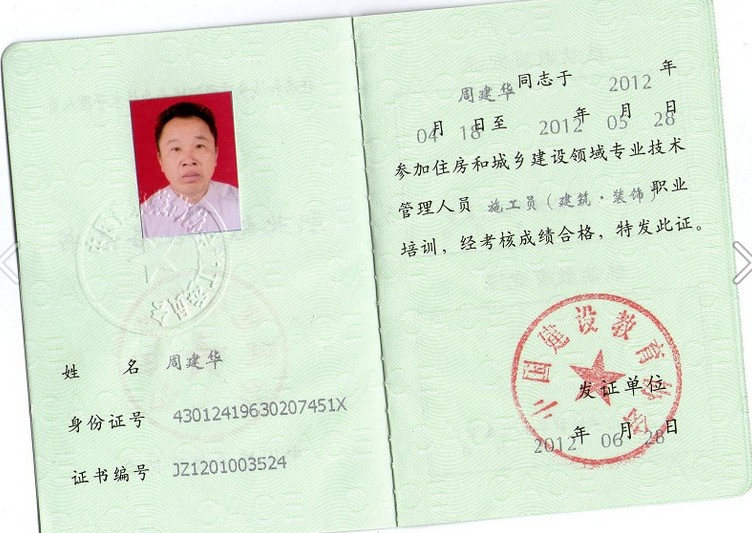 姓 名 周建华
身份证号 43012419630207451X
证书编号 JZ1201003524
周建华同志于 2012 年
04 月 18 日至 2012 年 05 月 28 日
参加住房和城乡建设领域专业技术
管理人员 施工员（建筑·装饰）职业
培训，经考核成绩合格，特发此证。
中国建设教育协会
发证单位
2012 年 06 月 28 日